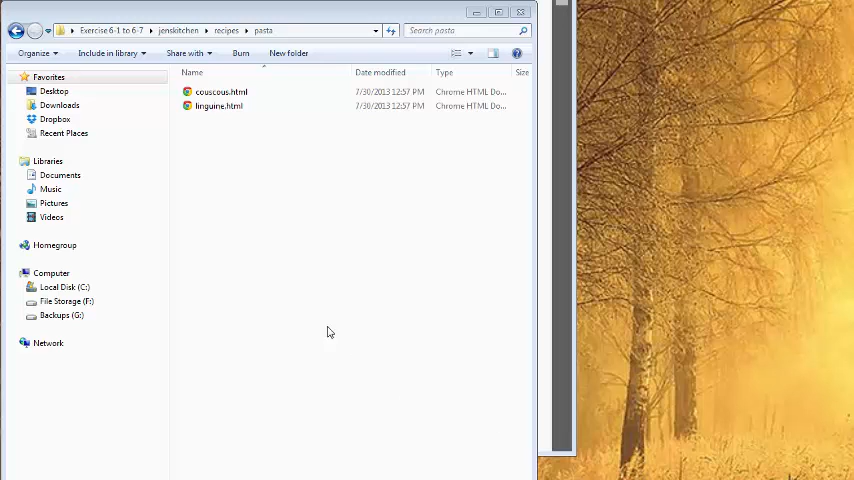 Exercise 6-1 to 6-7 jenskitchen recipes pasta Search pasta
Organize Include in library Share with Burn New folder
Name Date modified Type Size
couscous.html 7/30/2013 12:57 PM Chrome HTML Do...
linguine.html 7/30/2013 12:57 PM Chrome HTML Do...
Favorites
Desktop
Downloads
Dropbox
Recent Places
Libraries
Documents
Music
Pictures
Videos
Homegroup
Computer
Local Disk (C:)
File Storage (F:)
Backups (G:)
Network